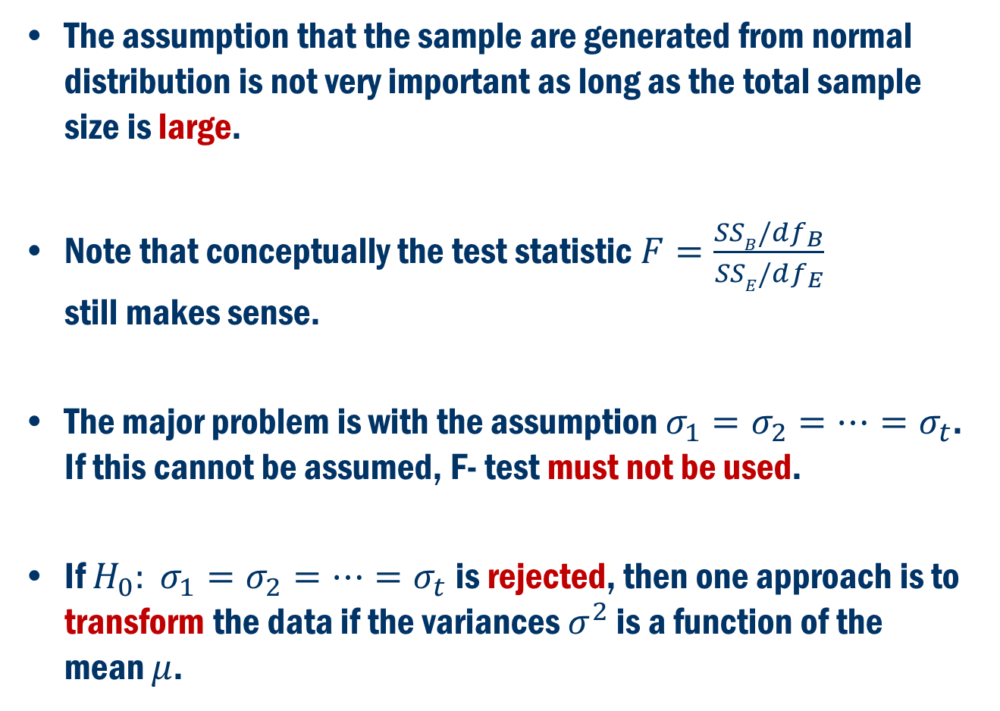 • The assumption that the sample are generated from normal
distribution is not very important as long as the total sample
size is large.
• Note that conceptually the test statistic $F = \frac{SS_B/df_B}{SS_E/df_E}$
still makes sense.
• The major problem is with the assumption $\sigma_1 = \sigma_2 = \cdots = \sigma_t$.
If this cannot be assumed, F- test must not be used.
• If $H_0: \sigma_1 = \sigma_2 = \cdots = \sigma_t$ is rejected, then one approach is to
transform the data if the variances $\sigma^2$ is a function of the
mean $\mu$.